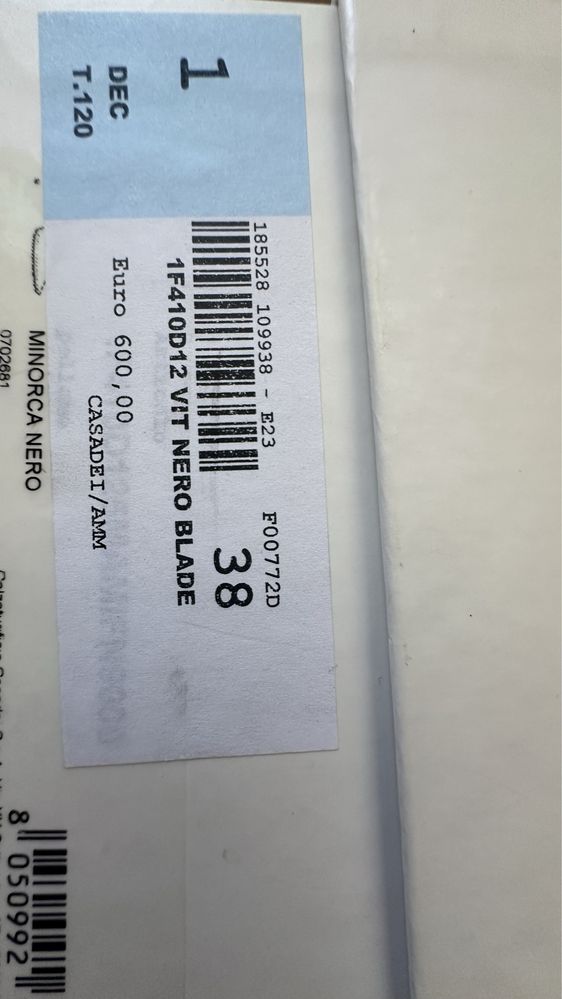 1
DEC
T.120
185528 109938 - E23 F00772D
38
1F410D12 VIT NERO BLADE
Euro 600,00
CASADEI/AMM
MINORCA NERO
0702681
8 050992